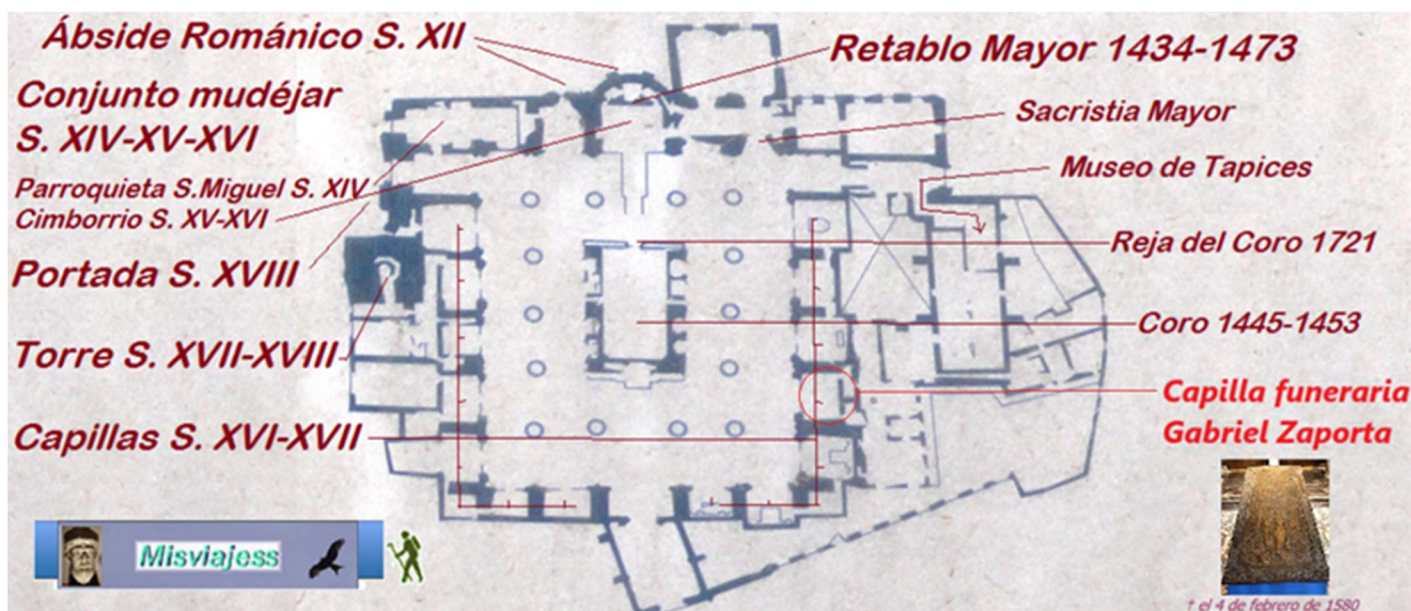 Ábside Románico S. XII
Retablo Mayor 1434-1473
Conjunto mudéjar
S. XIV-XV-XVI
Sacristia Mayor
Museo de Tapices
Parroquieta S.Miguel S. XIV
Cimborrio S. XV-XVI
Reja del Coro 1721
Portada S. XVIII
Coro 1445-1453
Torre S. XVII-XVIII
Capilla funeraria
Gabriel Zaporta
Capillas S. XVI-XVII
Misviajess
† el 4 de febrero de 1580